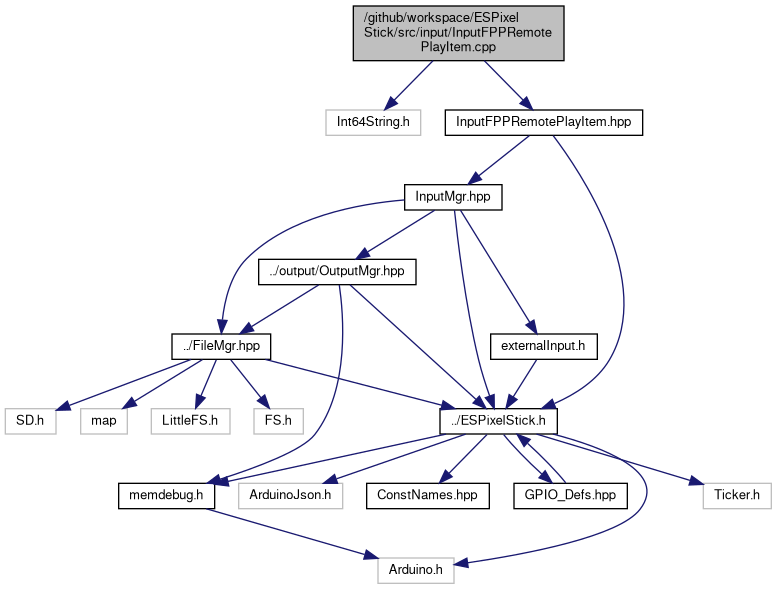 /github/workspace/ESPixel
Stick/src/input/InputFPPRemote
PlayItem.cpp
Int64String.h
InputFPPRemotePlayItem.hpp
InputMgr.hpp
../output/OutputMgr.hpp
../FileMgr.hpp
externalInput.h
SD.h
map
LittleFS.h
FS.h
../ESPixelStick.h
memdebug.h
ArduinoJson.h
ConstNames.hpp
GPIO_Defs.hpp
Ticker.h
Arduino.h